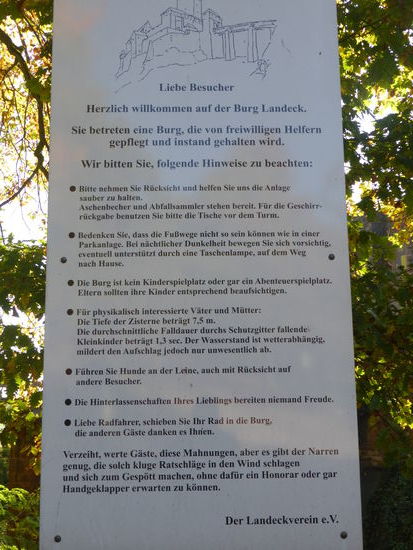 Liebe Besucher
Herzlich willkommen auf der Burg Landeck.
Sie betreten eine Burg, die von freiwilligen Helfern
gepflegt und instand gehalten wird.
Wir bitten Sie, folgende Hinweise zu beachten:
● Bitte nehmen Sie Rücksicht und helfen Sie uns die Anlage
sauber zu halten.
Aschenbecher und Abfallsammler stehen bereit. Für die Geschirr-
rückgabe benutzen Sie bitte die Tische vor dem Turm.
● Bedenken Sie, dass die Fußwege nicht so sein können wie in einer
Parkanlage. Bei nächtlicher Dunkelheit bewegen Sie sich vorsichtig,
eventuell unterstützt durch eine Taschenlampe, auf dem Weg
nach Hause.
● Die Burg ist kein Kinderspielplatz oder gar ein Abenteuerspielplatz.
Eltern sollten ihre Kinder entsprechend beaufsichtigen.
● Für physikalisch interessierte Väter und Mütter:
Die Tiefe der Zisterne beträgt 7,5 m.
Die durchschnittliche Falldauer durchs Schutzgitter fallender
Kleinkinder beträgt 1,3 sec. Der Wasserstand ist wetterabhängig,
mildert den Aufschlag jedoch nur unwesentlich ab.
● Führen Sie Hunde an der Leine, auch mit Rücksicht auf
andere Besucher.
● Die Hinterlassenschaften Ihres Lieblings bereiten niemand Freude.
● Liebe Radfahrer, schieben Sie Ihr Rad in die Burg,
die anderen Gäste danken es Ihnen.
Verzeiht, werte Gäste, diese Mahnungen, aber es gibt der Narren
genug, die solch kluge Ratschläge in den Wind schlagen
und sich zum Gespött machen, ohne dafür ein Honorar oder gar
Handgeklapper erwarten zu können.
Der Landeckverein e.V.